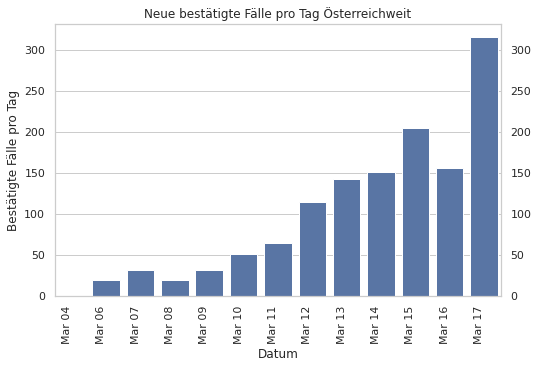 Neue bestätigte Fälle pro Tag Österreichweit
Bestätigte Fälle pro Tag
300
250
200
150
100
50
0
300
250
200
150
100
50
0
Mar 04
Mar 06
Mar 07
Mar 08
Mar 09
Mar 10
Mar 11
Mar 12
Mar 13
Mar 14
Mar 15
Mar 16
Mar 17
Datum